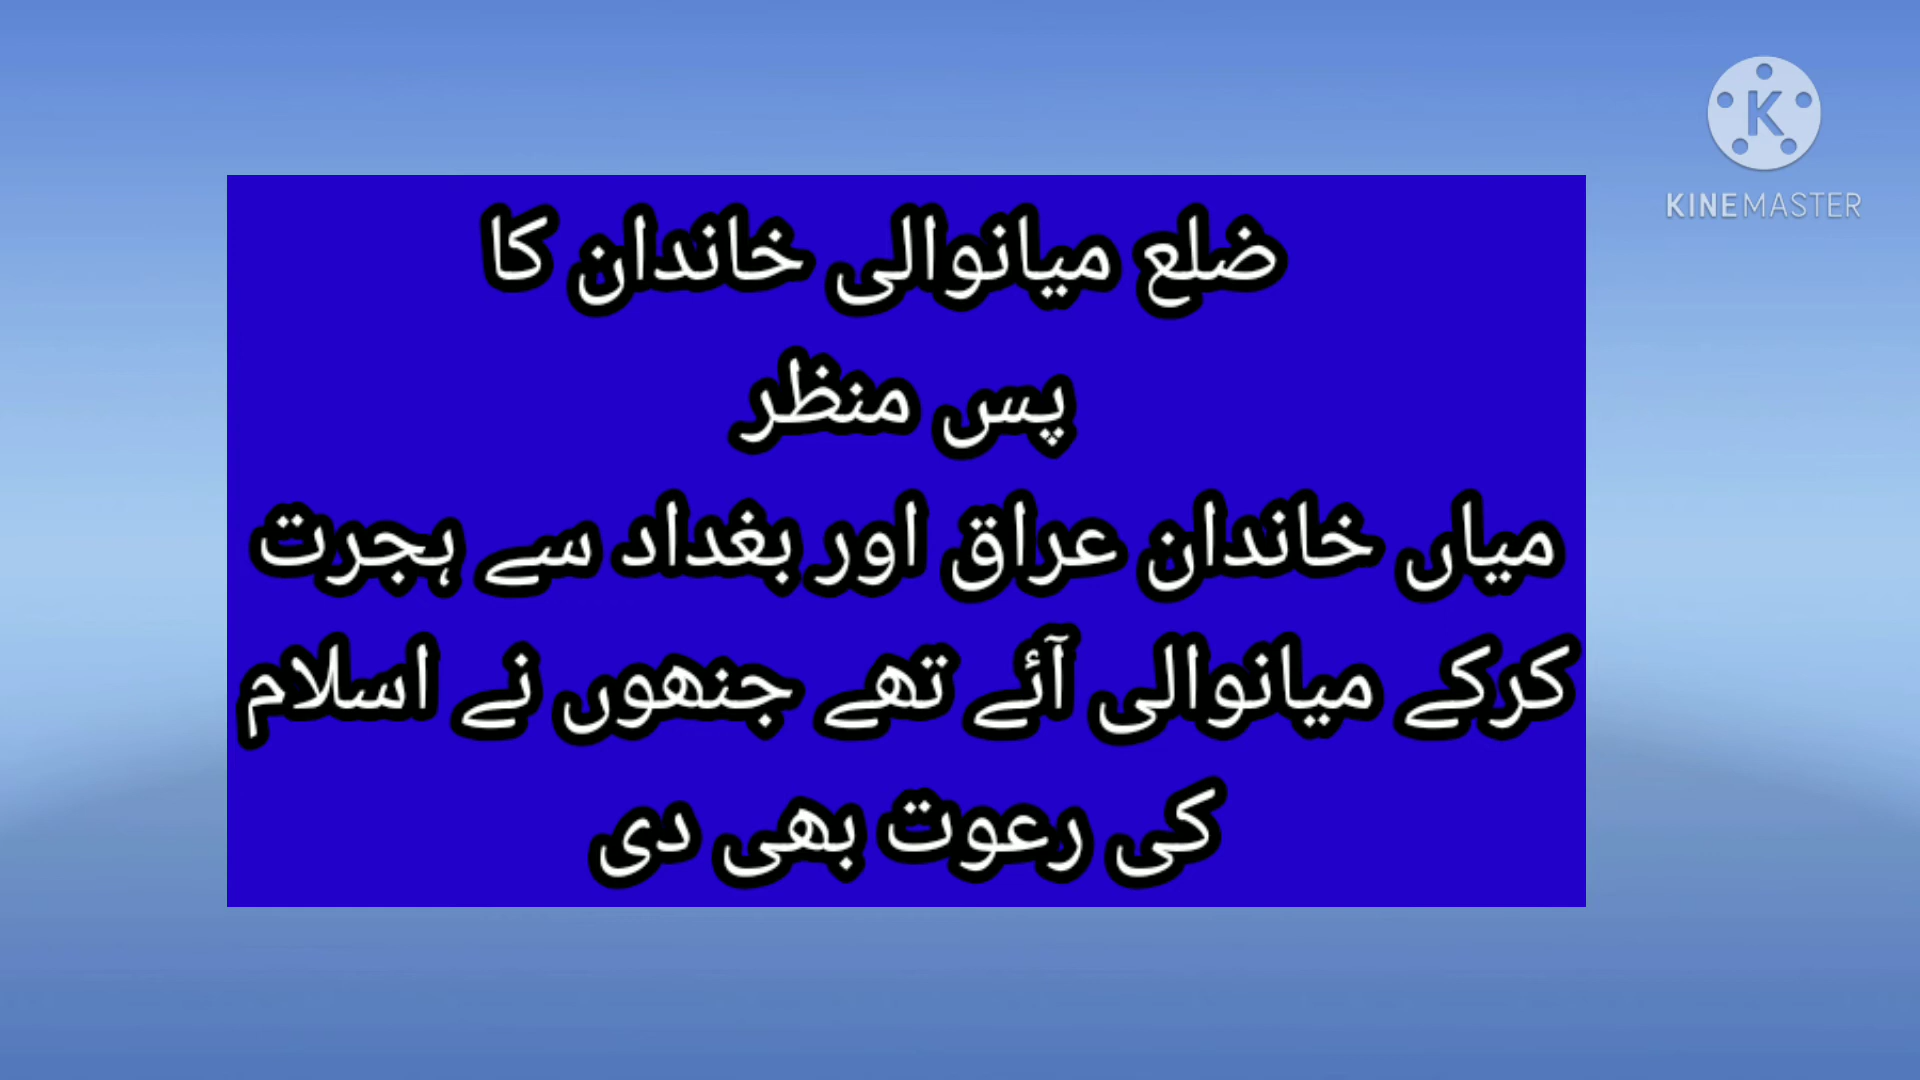 KINEMASTER
ضلع میانوالی خاندان کا
پس منظر
میاں خاندان عراق اور بغداد سے ہجرت
کرکے میانوالی آئے تھے جنھوں نے اسلام
کی رعوت بھی دی